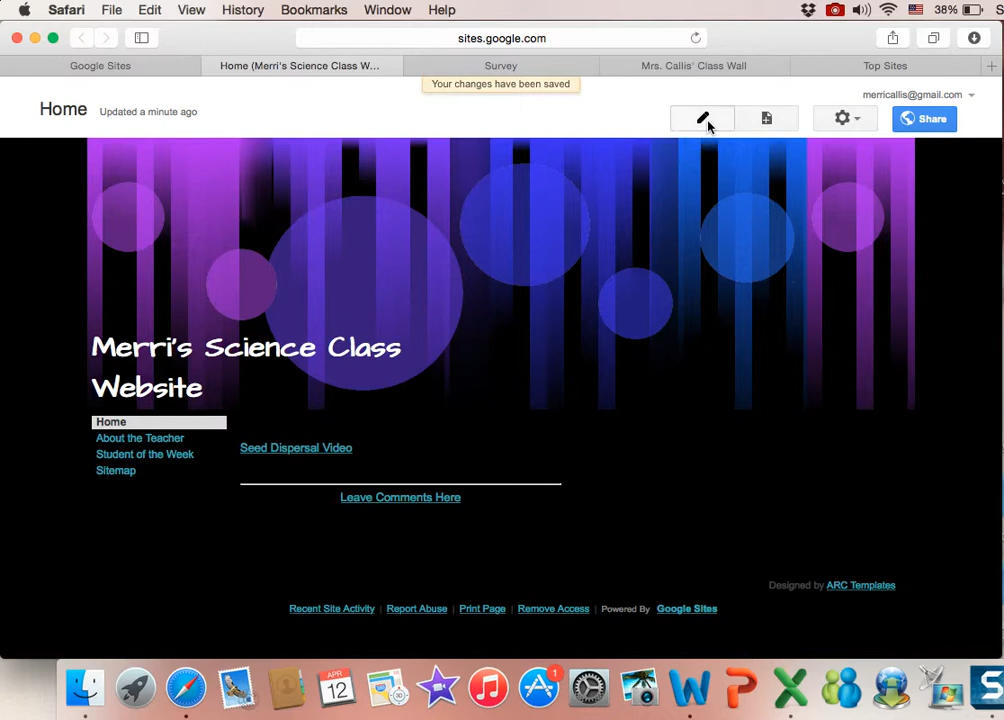 Safari File Edit View History Bookmarks Window Help 38%
sites.google.com
Google Sites Home (Merri's Science Class W... Survey Mrs. Callis' Class Wall Top Sites
Your changes have been saved
merricallis@gmail.com
Home Updated a minute ago Share
Merri's Science Class
Website
Home
About the Teacher
Student of the Week
Sitemap
Seed Dispersal Video
Leave Comments Here
Designed by ARC Templates
Recent Site Activity | Report Abuse | Print Page | Remove Access | Powered By Google Sites
APR
12
1
W P X S